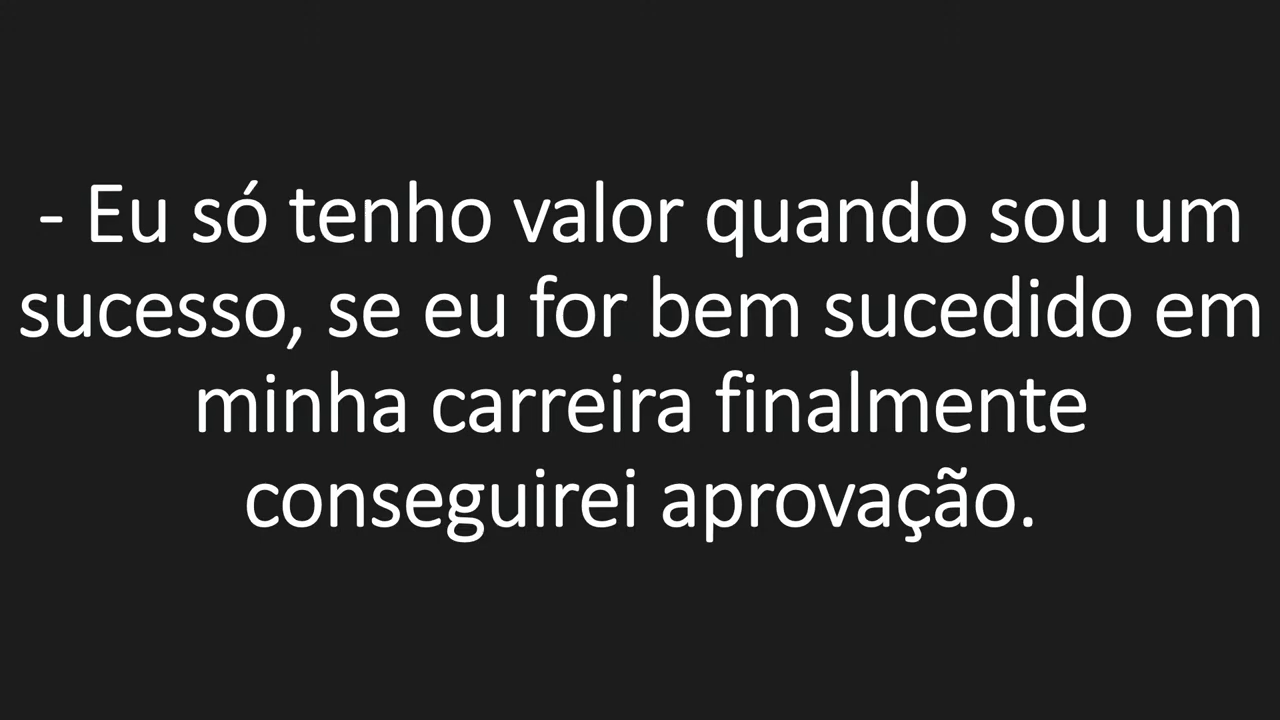 - Eu só tenho valor quando sou um
sucesso, se eu for bem sucedido em
minha carreira finalmente
conseguirei aprovação.